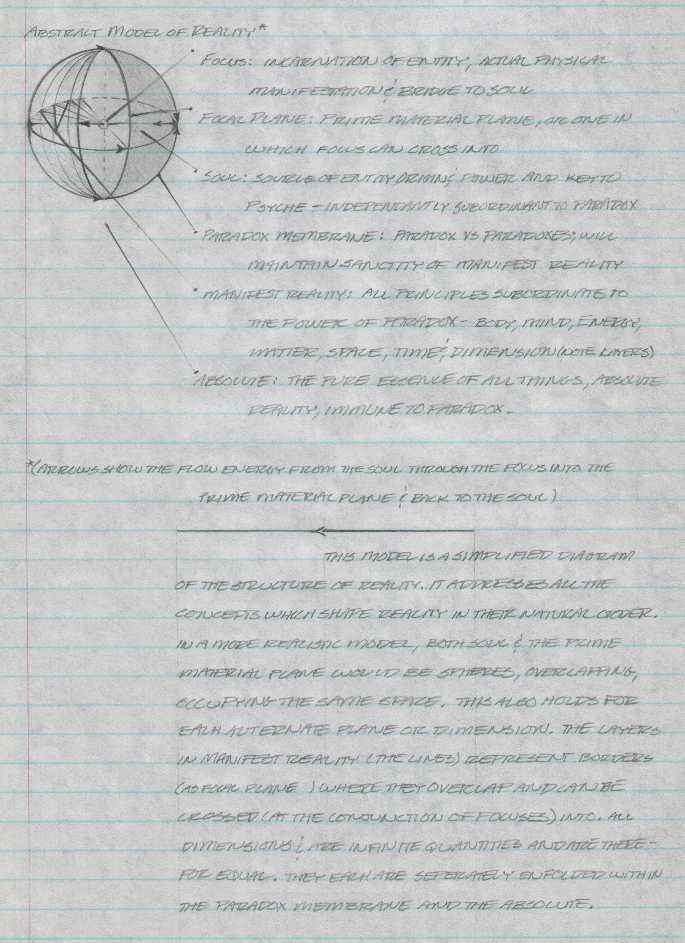 ABSTRACT MODEL OF REALITY*
• FOCUS: INCARNATION OF ENTITY, ACTUAL PHYSICAL
MANIFESTATION & BRIDGE TO SOUL
• FOCAL PLANE: PRIME MATERIAL PLANE, OR ONE IN
WHICH FOCUS CAN CROSS INTO
• SOUL: SOURCE OF ENTITY ORIGIN; POWER AND KEY TO
PSYCHE - INDEPENDANTLY SUBORDINANT TO PARADOX
• PARADOX MEMBRANE: PARADOX VS PARADOXES; WILL
MAINTAIN SANCTITY OF MANIFEST REALITY
• MANIFEST REALITY: ALL PRINCIPLES SUBORDINATE TO
THE POWER OF PARADOX - BODY, MIND, ENERGY,
MATTER, SPACE, TIME & DIMENSION (NOTE LAYERS)
• ABSOLUTE: THE PURE ESSENCE OF ALL THINGS, ABSOLUTE
REALITY, IMMUNE TO PARADOX.
*(ARROWS SHOW THE FLOW ENERGY FROM THE SOUL THROUGH THE FOCUS INTO THE
PRIME MATERIAL PLANE & BACK TO THE SOUL)
THIS MODEL IS A SIMPLIFIED DIAGRAM
OF THE STRUCTURE OF REALITY. IT ADDRESSES ALL THE
CONCEPTS WHICH SHAPE REALITY IN THEIR NATURAL ORDER.
IN A MORE REALISTIC MODEL, BOTH SOUL & THE PRIME
MATERIAL PLANE WOULD BE SPHERES, OVERLAPPING,
OCCUPYING THE SAME SPACE. THIS ALSO HOLDS FOR
EACH ALTERNATE PLANE OR DIMENSION. THE LAYERS
IN MANIFEST REALITY (THE LINES) REPRESENT BORDERS
(AS FOCAL PLANE ) WHERE THEY OVERLAP AND CAN BE
CROSSED (AT THE CONJUNCTION OF FOCUSES) INTO. ALL
DIMENSIONS & ARE INFINITE QUANTITIES AND ARE THERE-
FOR EQUAL. THEY EACH ARE SEPERATELY ENFOLDED WITHIN
THE PARADOX MEMBRANE AND THE ABSOLUTE.